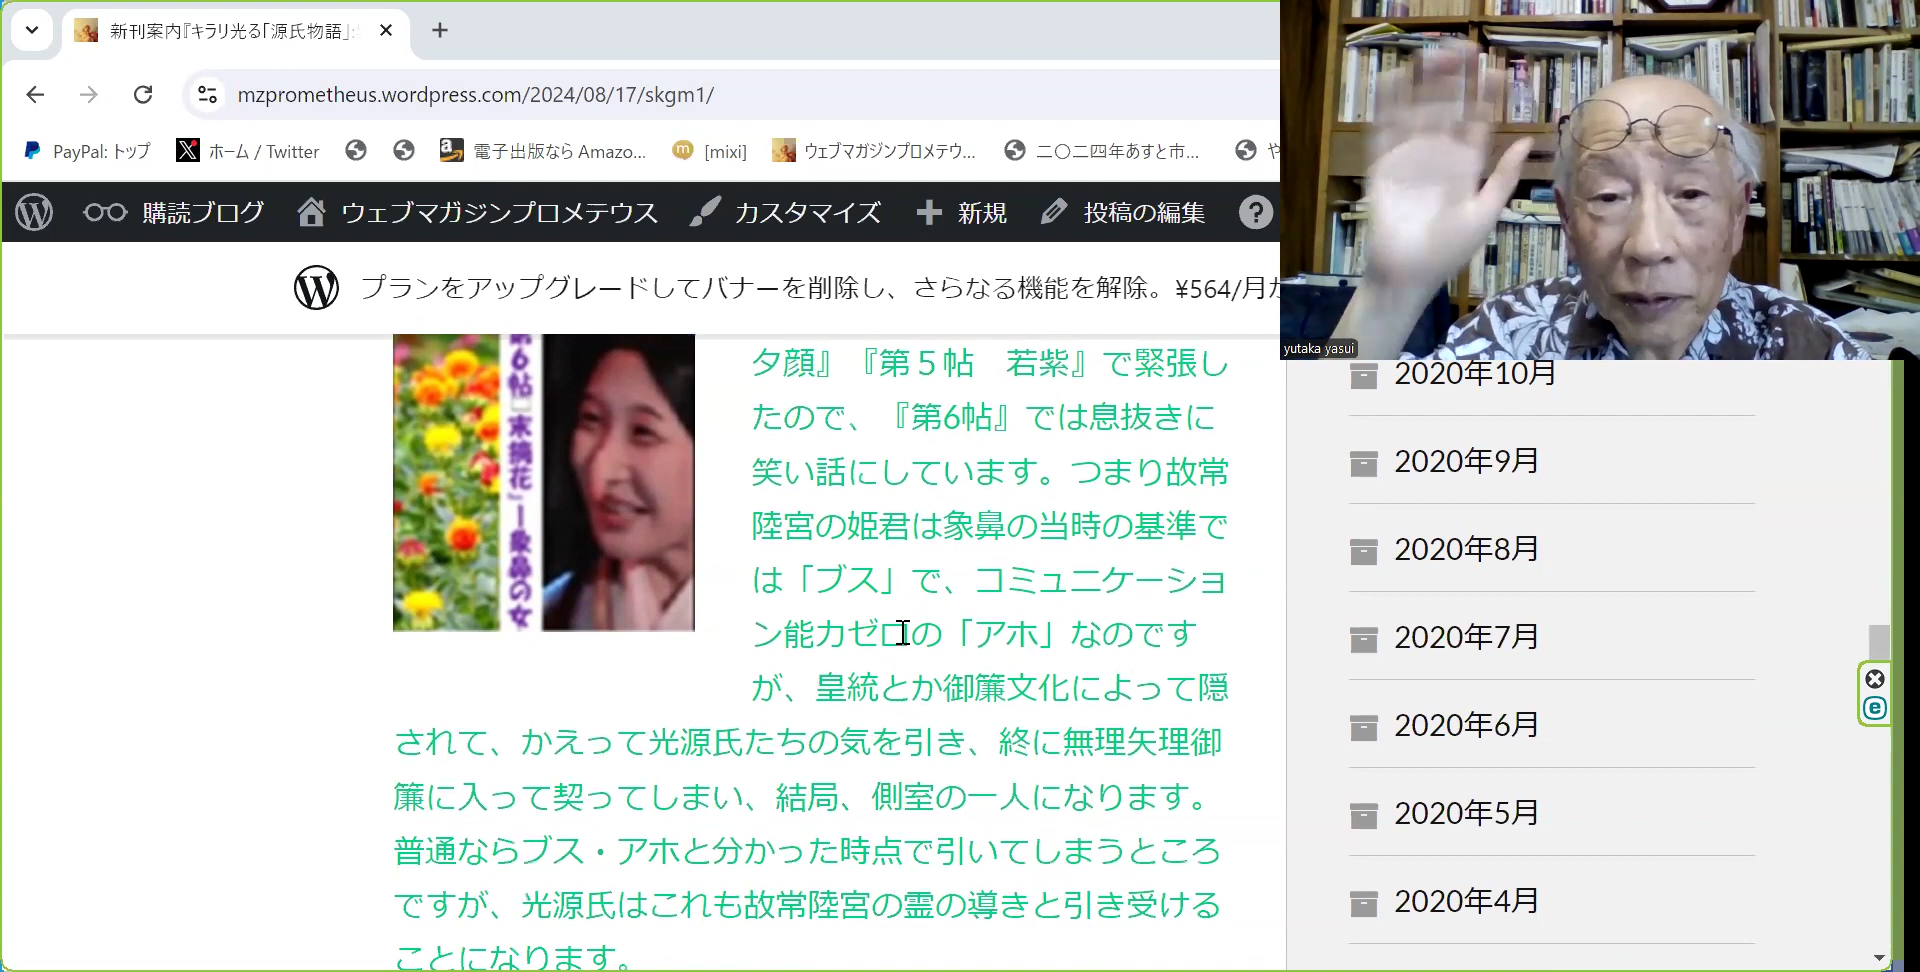 新刊案内『キラリ光る「源氏物語」
mzprometheus.wordpress.com/2024/08/17/skgm1/
PayPal: トップ
ホーム / Twitter
電子出版なら Amazo...
[mixi]
ウェブマガジンプロメテウ...
二〇二四年あすと市...
や
購読ブログ
ウェブマガジンプロメテウス
カスタマイズ
新規
投稿の編集
プランをアップグレードしてバナーを削除し、さらなる機能を解除。¥564/月か
yutaka yasui
第6帖「末摘花」ー象鼻の女
夕顔』『第５帖　若紫』で緊張し
たので、『第6帖』では息抜きに
笑い話にしています。つまり故常
陸宮の姫君は象鼻の当時の基準で
は「ブス」で、コミュニケーショ
ン能力ゼロの「アホ」なのです
が、皇統とか御簾文化によって隠
されて、かえって光源氏たちの気を引き、終に無理矢理御
簾に入って契ってしまい、結局、側室の一人になります。
普通ならブス・アホと分かった時点で引いてしまうところ
ですが、光源氏はこれも故常陸宮の霊の導きと引き受ける
ことになります。
2020年10月
2020年9月
2020年8月
2020年7月
2020年6月
2020年5月
2020年4月